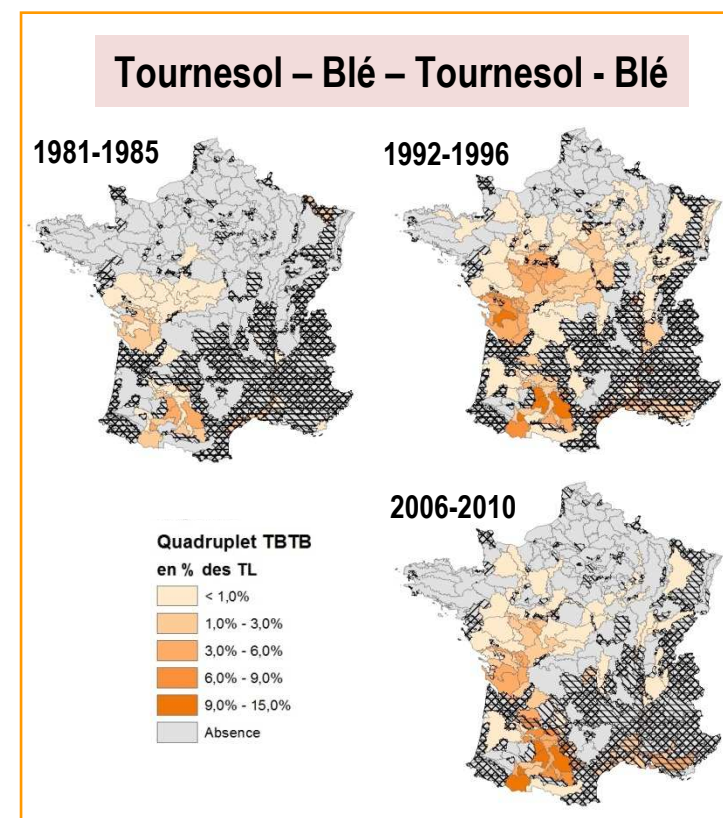 Tournesol – Blé – Tournesol - Blé
1981-1985
1992-1996
2006-2010
Quadruplet TBTB
en % des TL
< 1,0%
1,0% - 3,0%
3,0% - 6,0%
6,0% - 9,0%
9,0% - 15,0%
Absence